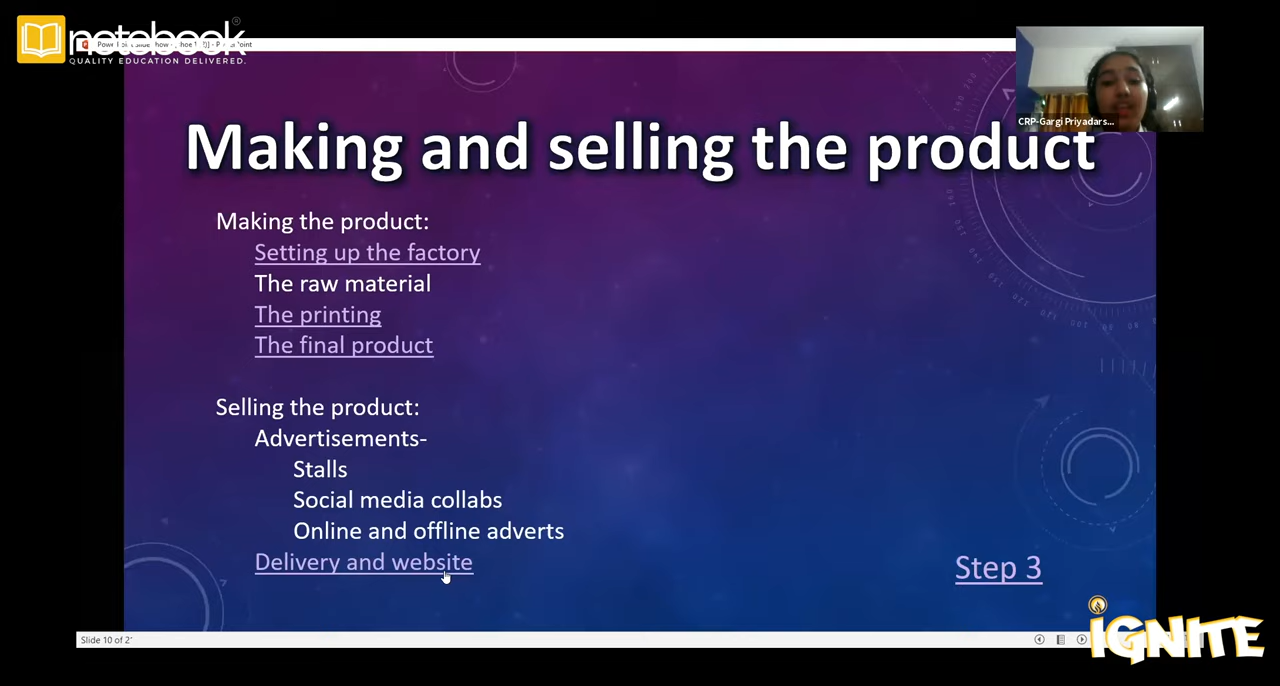 notebook
QUALITY EDUCATION DELIVERED.
CRP-Gargi Priyadars...
Making and selling the product
Making the product:
Setting up the factory
The raw material
The printing
The final product
Selling the product:
Advertisements-
Stalls
Social media collabs
Online and offline adverts
Delivery and website
Step 3
Slide 10 of 2
iGNITE